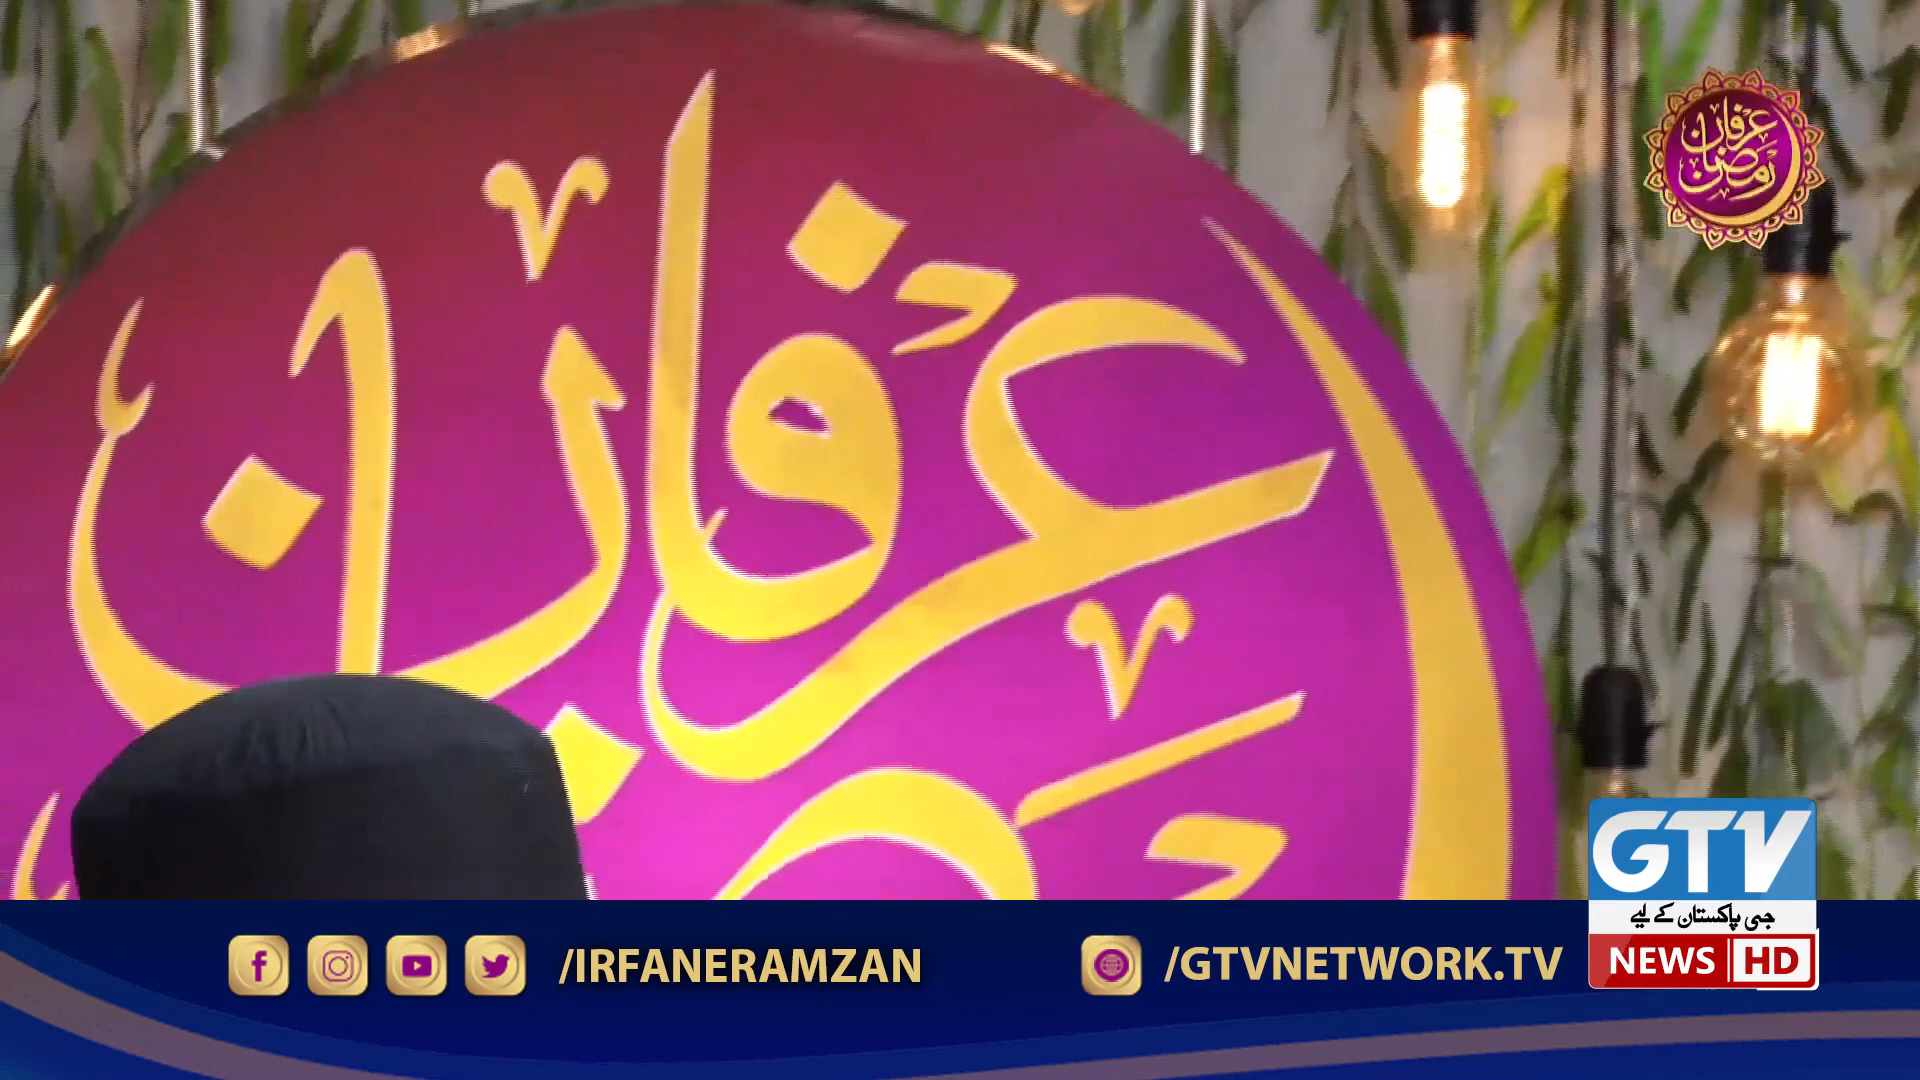 عرفان
رمضان
عرفان
/IRFANERAMZAN
/GTVNETWORK.TV
GTV
جی پاکستان کے لیے
NEWS HD